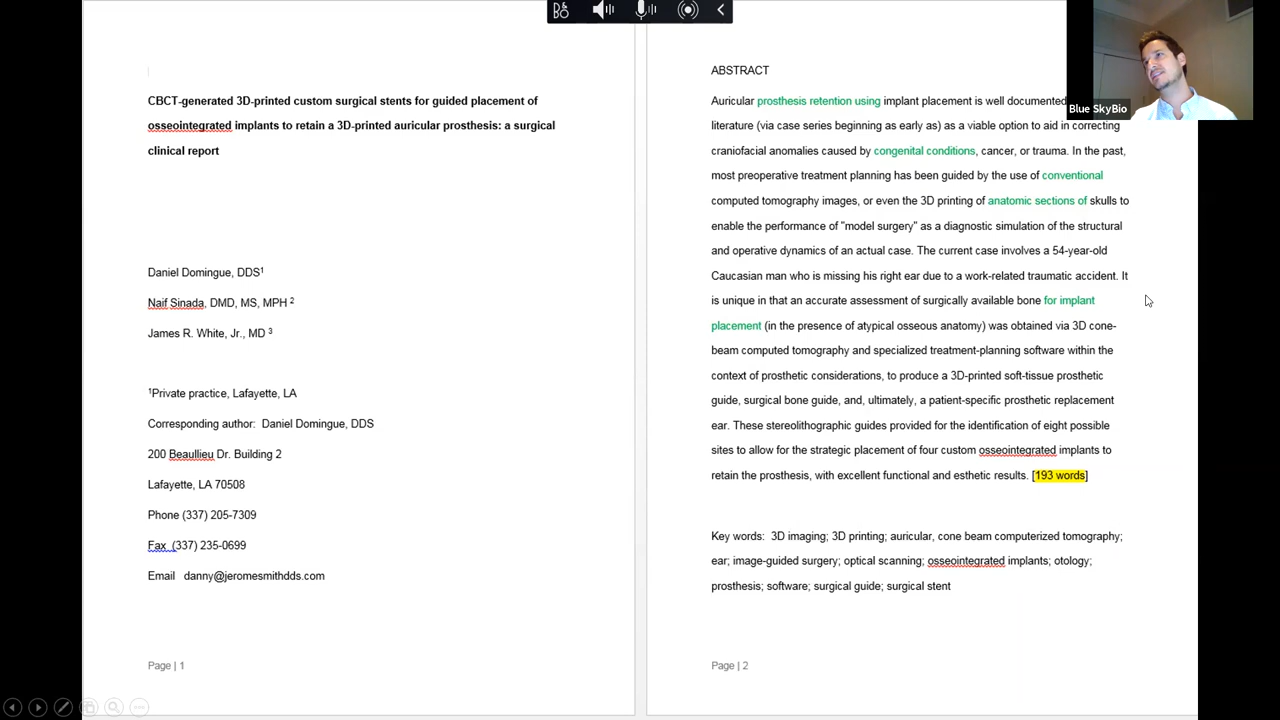 CBCT-generated 3D-printed custom surgical stents for guided placement of
osseointegrated implants to retain a 3D-printed auricular prosthesis: a surgical
clinical report
Daniel Domingue, DDS1
Naif Sinada, DMD, MS, MPH 2
James R. White, Jr., MD 3
1Private practice, Lafayette, LA
Corresponding author:  Daniel Domingue, DDS
200 Beaullieu Dr. Building 2
Lafayette, LA 70508
Phone (337) 205-7309
Fax  (337) 235-0699
Email   danny@jeromesmithdds.com
Page | 1
ABSTRACT
Auricular prosthesis retention using implant placement is well documented
literature (via case series beginning as early as) as a viable option to aid in correcting
craniofacial anomalies caused by congenital conditions, cancer, or trauma. In the past,
most preoperative treatment planning has been guided by the use of conventional
computed tomography images, or even the 3D printing of anatomic sections of skulls to
enable the performance of "model surgery" as a diagnostic simulation of the structural
and operative dynamics of an actual case. The current case involves a 54-year-old
Caucasian man who is missing his right ear due to a work-related traumatic accident. It
is unique in that an accurate assessment of surgically available bone for implant
placement (in the presence of atypical osseous anatomy) was obtained via 3D cone-
beam computed tomography and specialized treatment-planning software within the
context of prosthetic considerations, to produce a 3D-printed soft-tissue prosthetic
guide, surgical bone guide, and, ultimately, a patient-specific prosthetic replacement
ear. These stereolithographic guides provided for the identification of eight possible
sites to allow for the strategic placement of four custom osseointegrated implants to
retain the prosthesis, with excellent functional and esthetic results. [193 words]
Key words:  3D imaging; 3D printing; auricular, cone beam computerized tomography;
ear; image-guided surgery; optical scanning; osseointegrated implants; otology;
prosthesis; software; surgical guide; surgical stent
Page | 2
Blue SkyBio